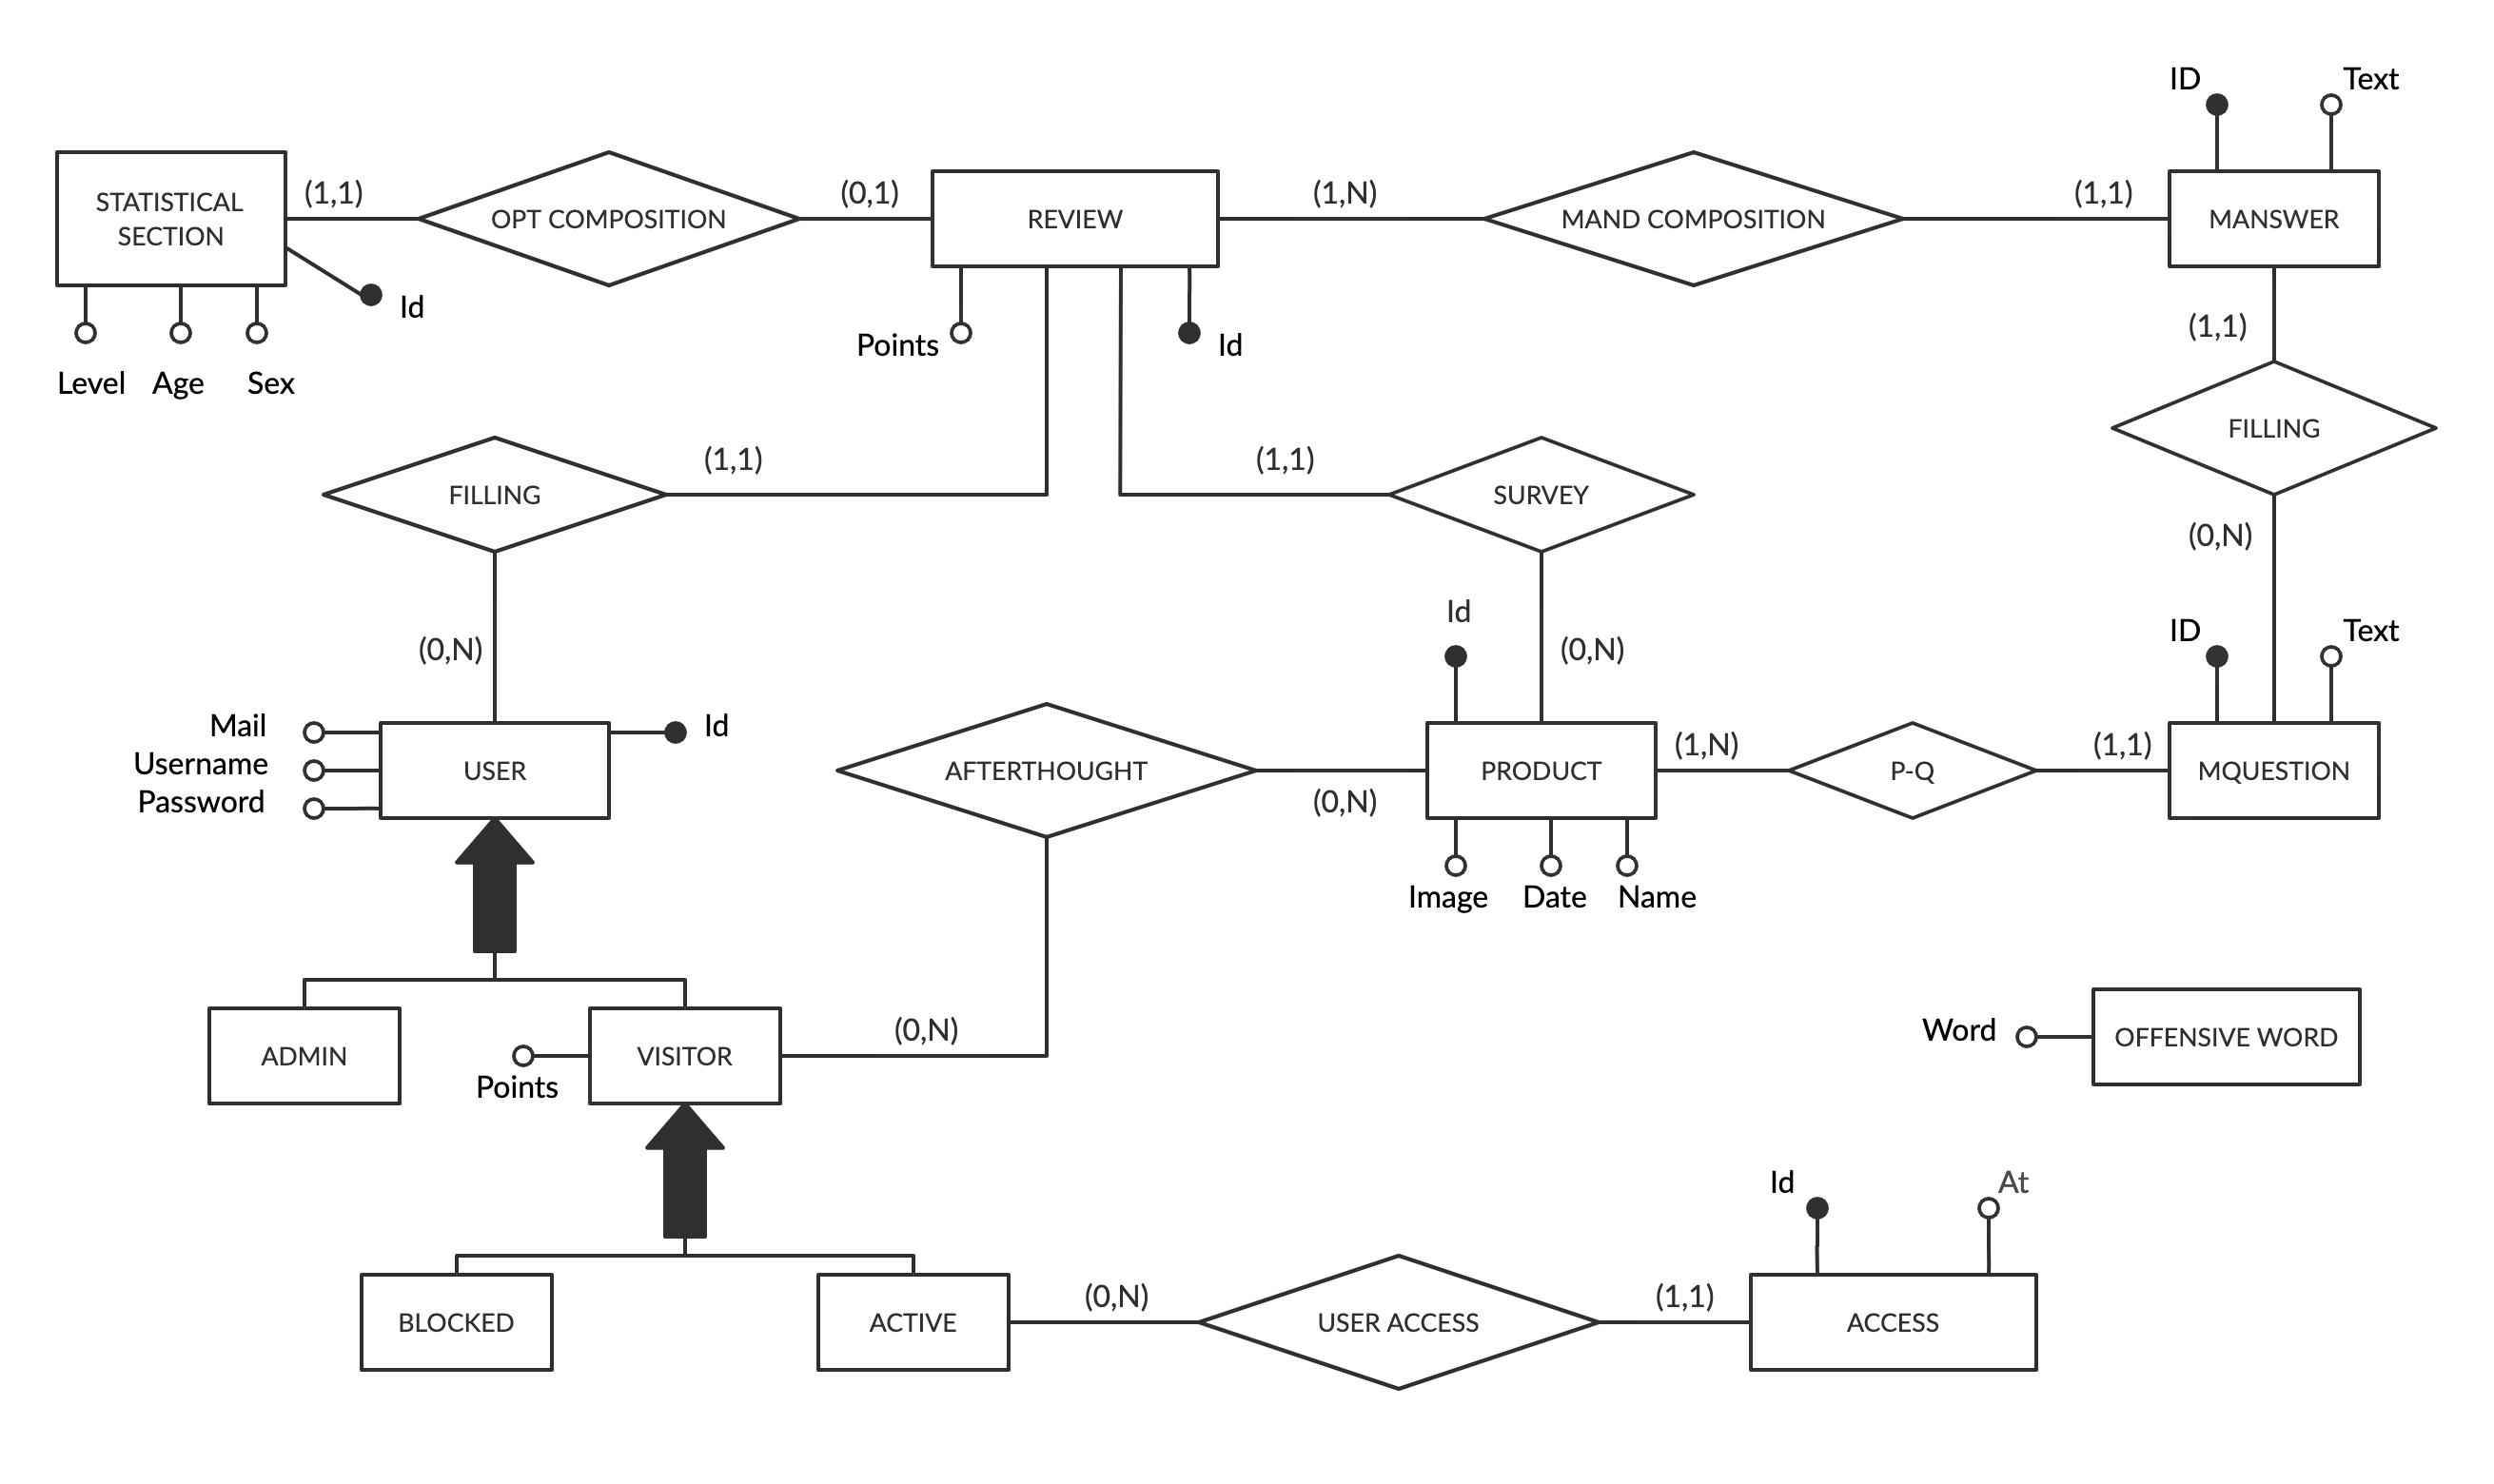 ID
Text
STATISTICAL
SECTION
(1,1)
OPT COMPOSITION
(0,1)
REVIEW
(1,N)
MAND COMPOSITION
(1,1)
MANSWER
Id
Level
Age
Sex
Points
Id
(1,1)
FILLING
(1,1)
(1,1)
SURVEY
FILLING
(0,N)
(0,N)
(0,N)
Id
ID
Text
Mail
Username
Password
USER
Id
AFTERTHOUGHT
(0,N)
PRODUCT
(1,N)
P-Q
(1,1)
MQUESTION
Image
Date
Name
ADMIN
Points
VISITOR
(0,N)
Word
OFFENSIVE WORD
Id
At
BLOCKED
ACTIVE
(0,N)
USER ACCESS
(1,1)
ACCESS